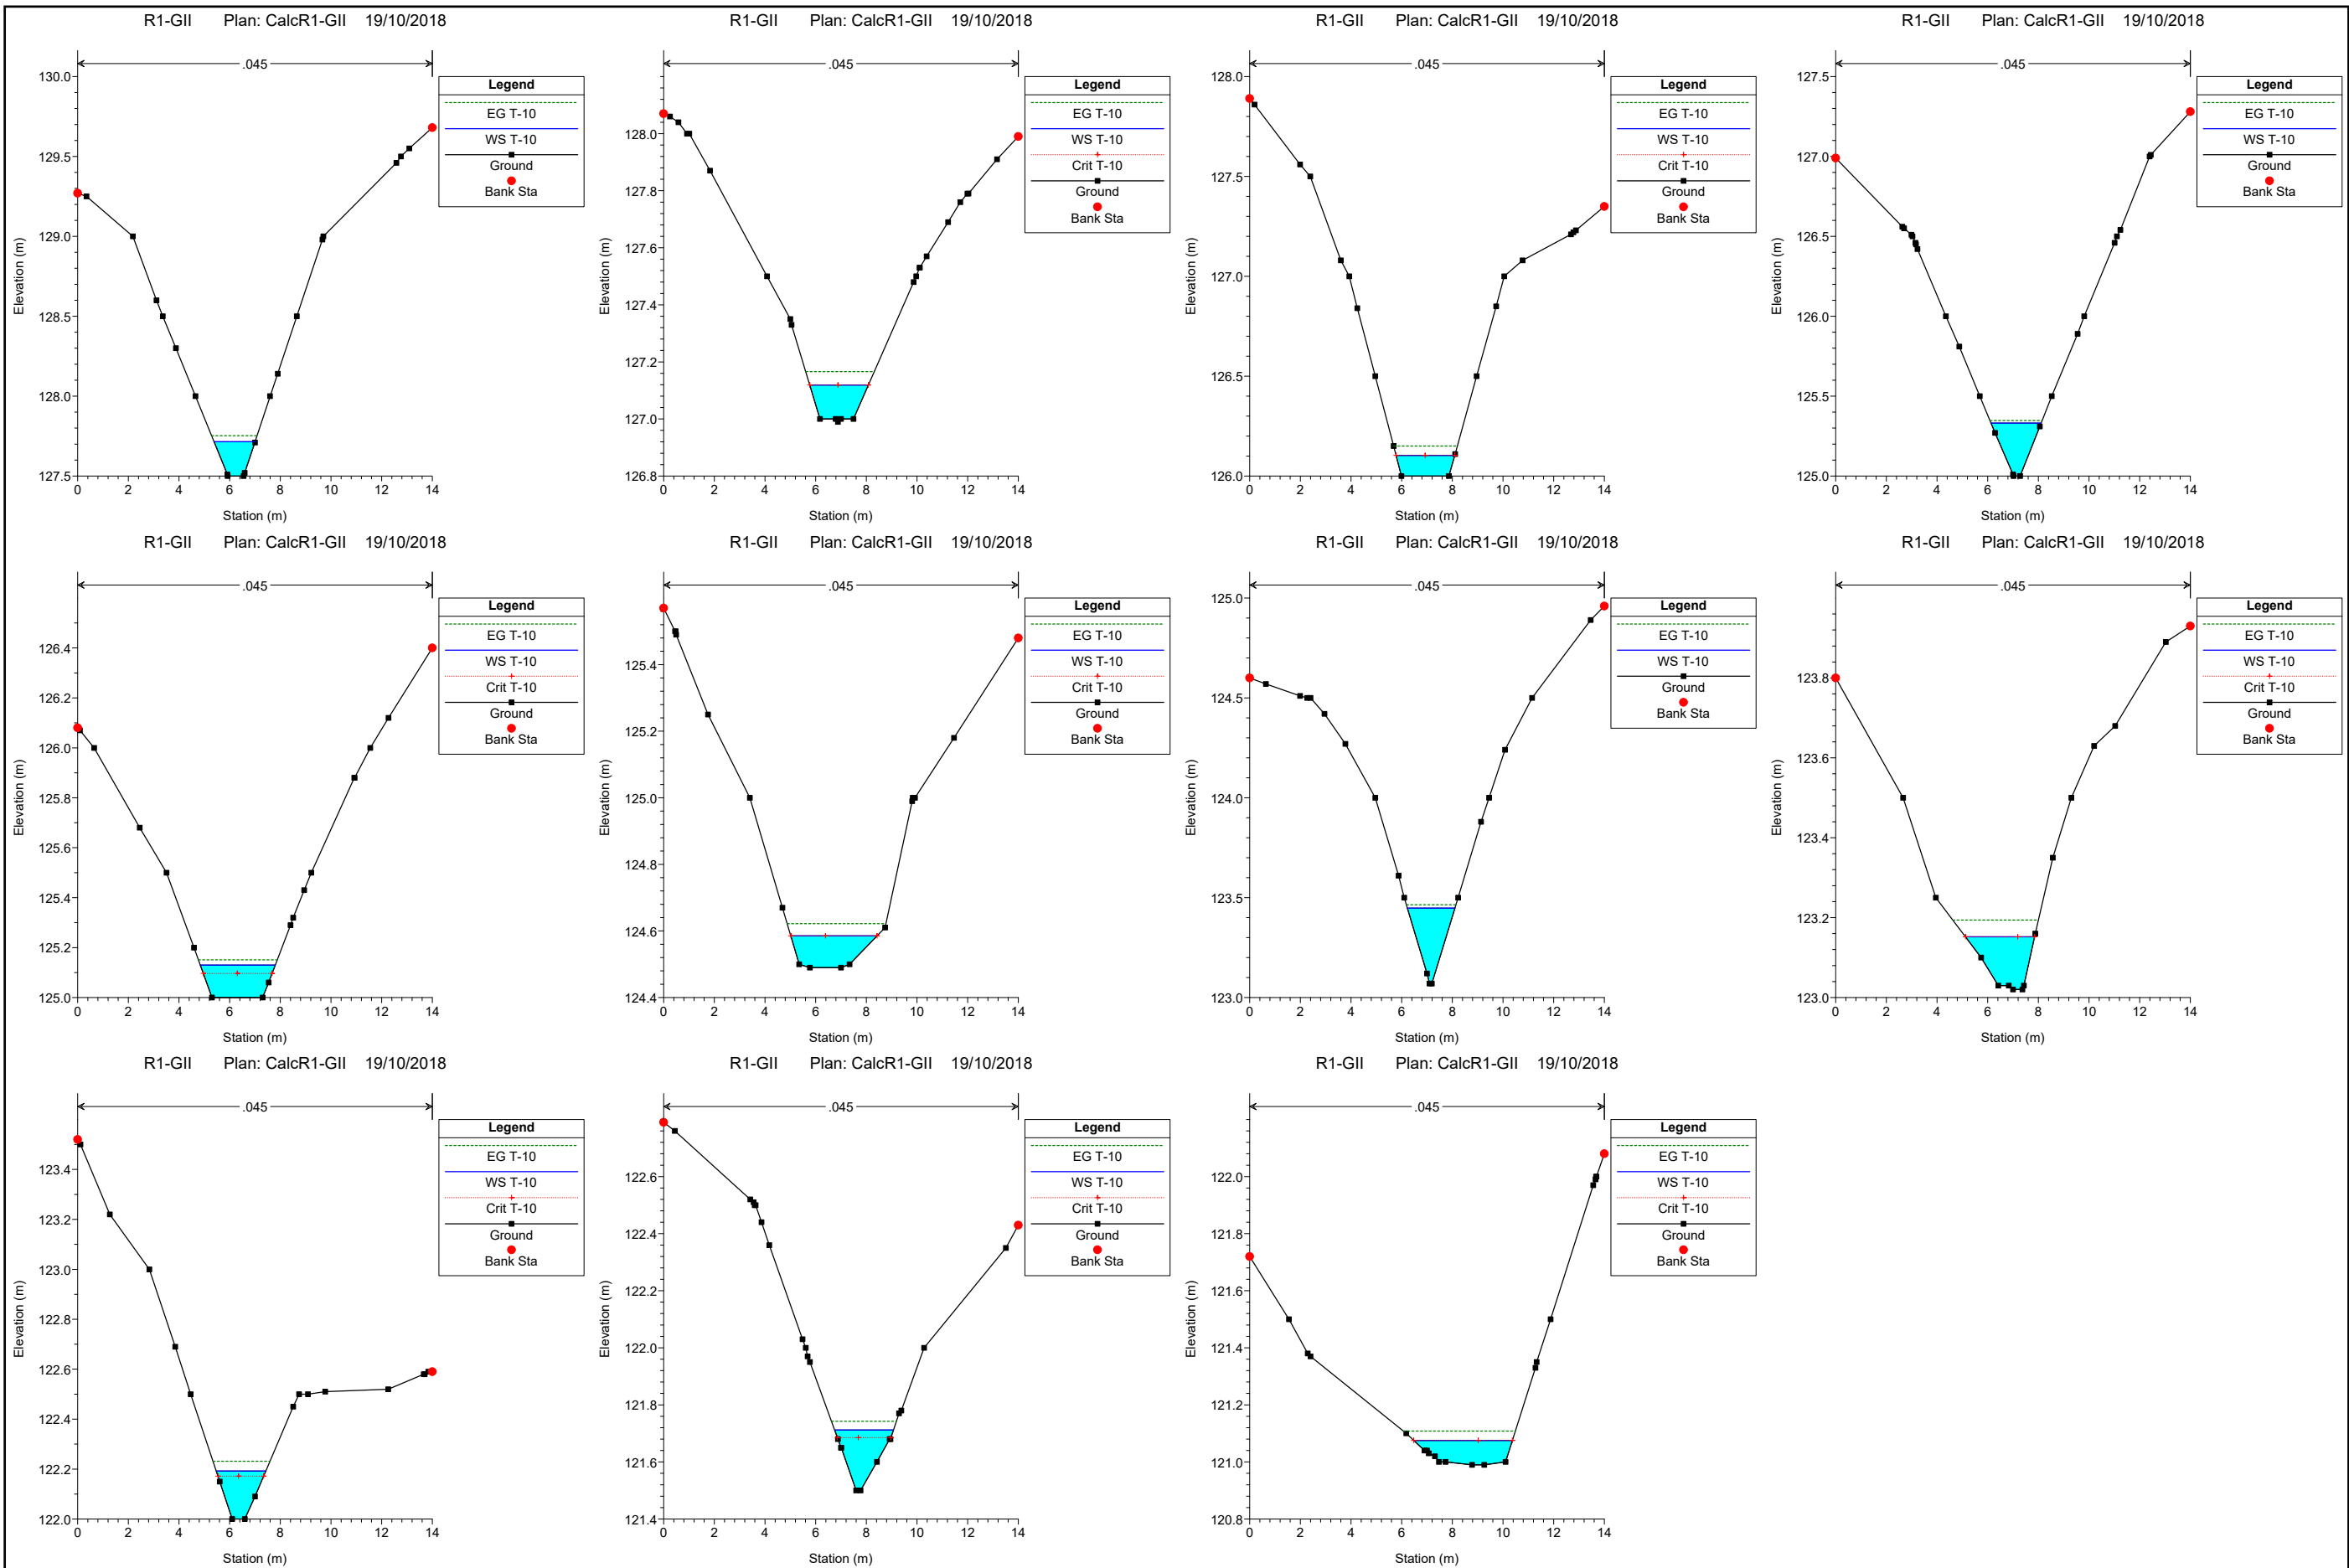 R1-GII Plan: CalcR1-GII 19/10/2018
.045
130.0
129.5
129.0
128.5
128.0
127.5
Elevation (m)
0 2 4 6 8 10 12 14
Station (m)
Legend
EG T-10
WS T-10
Ground
Bank Sta
R1-GII Plan: CalcR1-GII 19/10/2018
.045
128.0
127.8
127.6
127.4
127.2
127.0
126.8
Elevation (m)
0 2 4 6 8 10 12 14
Station (m)
Legend
EG T-10
WS T-10
Crit T-10
Ground
Bank Sta
R1-GII Plan: CalcR1-GII 19/10/2018
.045
128.0
127.5
127.0
126.5
126.0
Elevation (m)
0 2 4 6 8 10 12 14
Station (m)
Legend
EG T-10
WS T-10
Crit T-10
Ground
Bank Sta
R1-GII Plan: CalcR1-GII 19/10/2018
.045
127.5
127.0
126.5
126.0
125.5
125.0
Elevation (m)
0 2 4 6 8 10 12 14
Station (m)
Legend
EG T-10
WS T-10
Ground
Bank Sta
R1-GII Plan: CalcR1-GII 19/10/2018
.045
126.4
126.2
126.0
125.8
125.6
125.4
125.2
125.0
Elevation (m)
0 2 4 6 8 10 12 14
Station (m)
Legend
EG T-10
WS T-10
Crit T-10
Ground
Bank Sta
R1-GII Plan: CalcR1-GII 19/10/2018
.045
125.4
125.2
125.0
124.8
124.6
124.4
Elevation (m)
0 2 4 6 8 10 12 14
Station (m)
Legend
EG T-10
WS T-10
Crit T-10
Ground
Bank Sta
R1-GII Plan: CalcR1-GII 19/10/2018
.045
125.0
124.5
124.0
123.5
123.0
Elevation (m)
0 2 4 6 8 10 12 14
Station (m)
Legend
EG T-10
WS T-10
Ground
Bank Sta
R1-GII Plan: CalcR1-GII 19/10/2018
.045
123.8
123.6
123.4
123.2
123.0
Elevation (m)
0 2 4 6 8 10 12 14
Station (m)
Legend
EG T-10
WS T-10
Crit T-10
Ground
Bank Sta
R1-GII Plan: CalcR1-GII 19/10/2018
.045
123.4
123.2
123.0
122.8
122.6
122.4
122.2
122.0
Elevation (m)
0 2 4 6 8 10 12 14
Station (m)
Legend
EG T-10
WS T-10
Crit T-10
Ground
Bank Sta
R1-GII Plan: CalcR1-GII 19/10/2018
.045
122.6
122.4
122.2
122.0
121.8
121.6
121.4
Elevation (m)
0 2 4 6 8 10 12 14
Station (m)
Legend
EG T-10
WS T-10
Crit T-10
Ground
Bank Sta
R1-GII Plan: CalcR1-GII 19/10/2018
.045
122.0
121.8
121.6
121.4
121.2
121.0
120.8
Elevation (m)
0 2 4 6 8 10 12 14
Station (m)
Legend
EG T-10
WS T-10
Crit T-10
Ground
Bank Sta